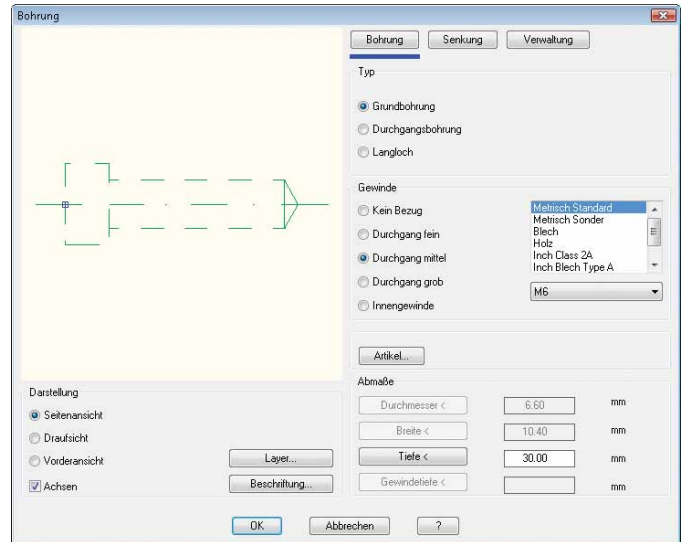 Bohrung
Bohrung Senkung Verwaltung
Typ
Grundbohrung
Durchgangsbohrung
Langloch
Gewinde
Kein Bezug
Durchgang fein
Durchgang mittel
Durchgang grob
Innengewinde
Metrisch Standard
Metrisch Sonder
Blech
Holz
Inch Class 2A
Inch Blech Type A
M6
Artikel...
Abmaße
Durchmesser < 6.60 mm
Breite < 10.40 mm
Tiefe < 30.00 mm
Gewindetiefe < mm
Darstellung
Seitenansicht
Draufsicht
Vorderansicht
Achsen
Layer...
Beschriftung...
OK Abbrechen ?